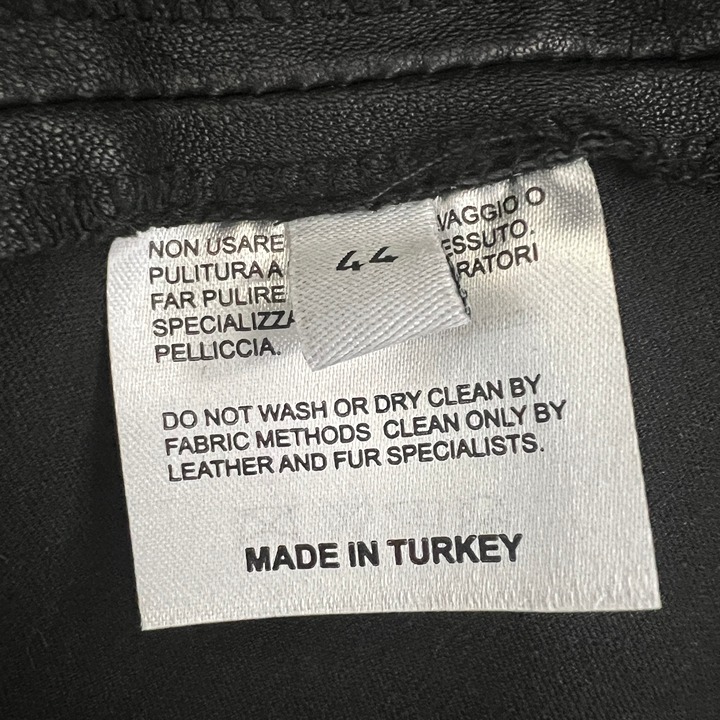 NON USARE VAGGIO O
PULITURA A ESSUTO.
FAR PULIRE RATORI
SPECIALIZZA
PELLICCIA.
44
DO NOT WASH OR DRY CLEAN BY
FABRIC METHODS CLEAN ONLY BY
LEATHER AND FUR SPECIALISTS.
MADE IN TURKEY